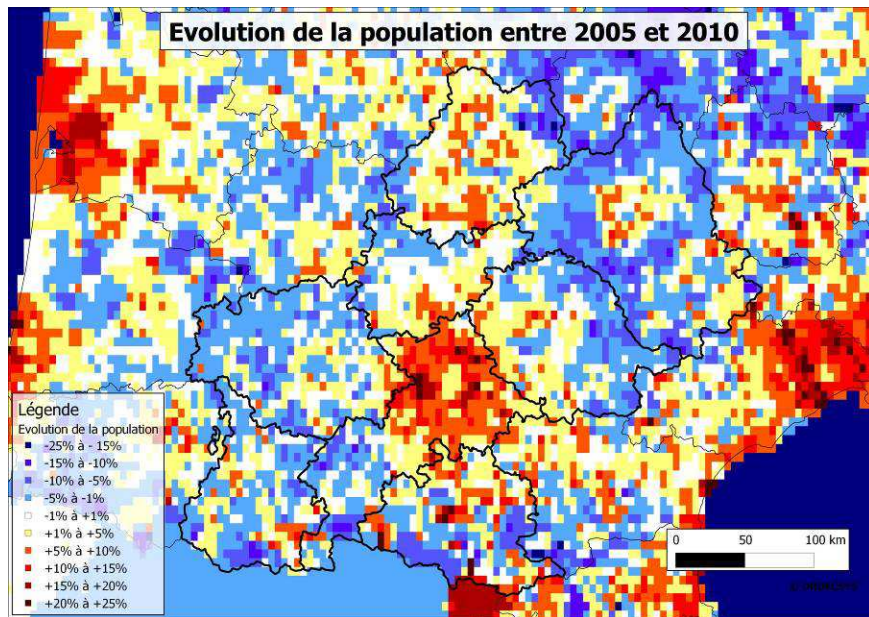 Evolution de la population entre 2005 et 2010
Légende
Evolution de la population
-25% à - 15%
-15% à -10%
-10% à -5%
-5% à -1%
-1% à +1%
+1% à +5%
+5% à +10%
+10% à +15%
+15% à +20%
+20% à +25%
0 50 100 km